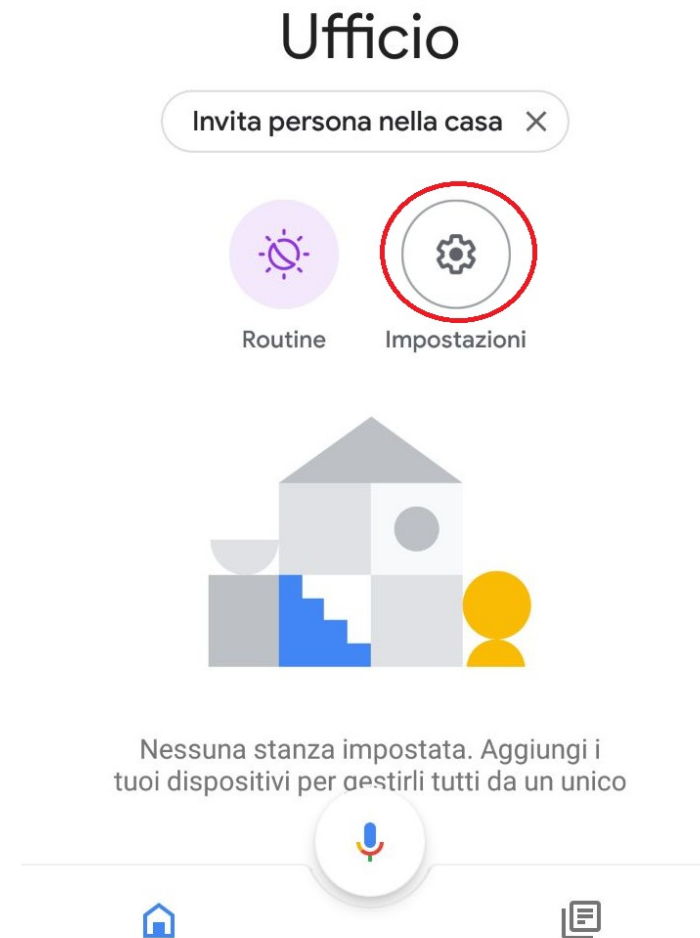 Ufficio
Invita persona nella casa
Routine Impostazioni
Nessuna stanza impostata. Aggiungi i
tuoi dispositivi per gestirli tutti da un unico